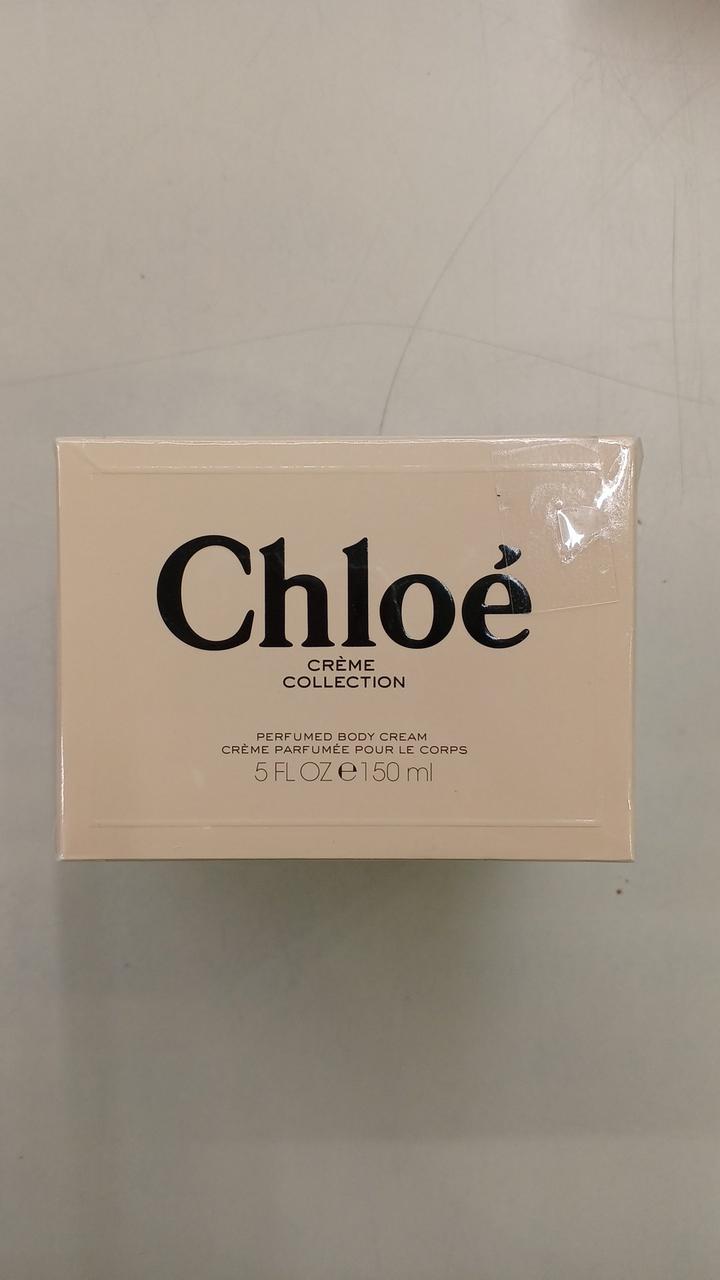 Chloé
CRÈME
COLLECTION
PERFUMED BODY CREAM
CRÈME PARFUMÉE POUR LE CORPS
5 FL OZ ℮ 150 ml